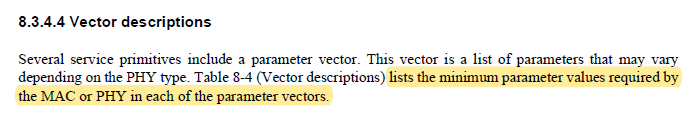 8.3.4.4 Vector descriptions
Several service primitives include a parameter vector. This vector is a list of parameters that may vary
depending on the PHY type. Table 8-4 (Vector descriptions) lists the minimum parameter values required by
the MAC or PHY in each of the parameter vectors.